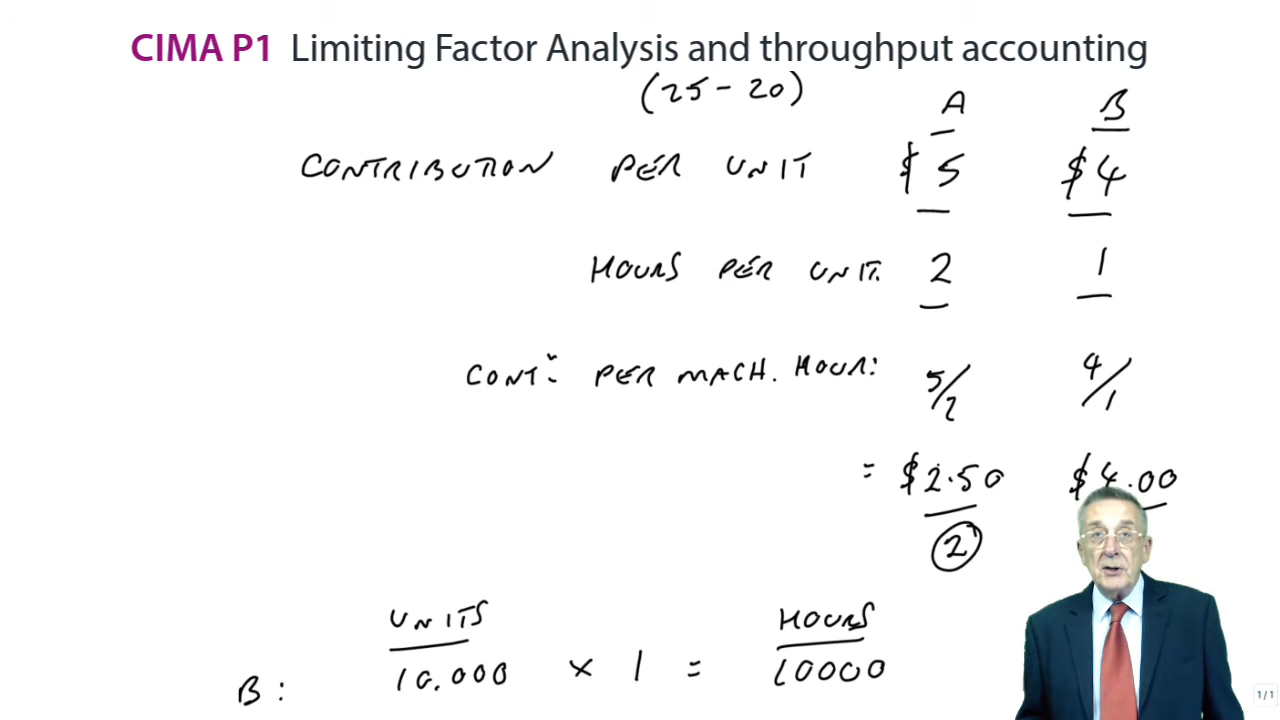 CIMA P1 Limiting Factor Analysis and throughput accounting
(25 - 20) A B
CONTRIBUTION PER UNIT $5 $4
HOURS PER UNIT. 2 1
CONT: PER MACH. HOUR: 5/2 4/1
= $2.50 $4.00
2
UNITS HOURS
B: 10,000 × 1 = 10000
1/1